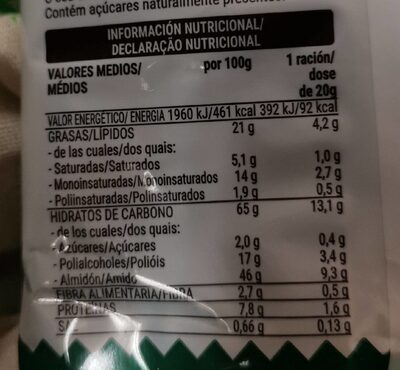 Contém açúcares naturalmente
INFORMACIÓN NUTRICIONAL/
DECLARAÇÃO NUTRICIONAL
VALORES MEDIOS/ por 100g 1 ración/
MÉDIOS dose
de 20g
VALOR ENERGÉTICO/ ENERGIA 1960 kJ/461 kcal 392 kJ/92 kcal
GRASAS/LÍPIDOS 21 g 4,2 g
- de las cuales/dos quais:
- Saturadas/Saturados 5,1 g 1,0 g
- Monoinsaturadas/Monoinsaturados 14 g 2,7 g
- Poliinsaturadas/Polinsaturados 1,9 g 0,5 g
HIDRATOS DE CARBONO 65 g 13,1 g
- de los cuales/dos quais:
- Azúcares/Açúcares 2,0 g 0,4 g
- Polialcoholes/Polióis 17 g 3,4 g
- Almidón/Amido 46 g 9,3 g
FIBRA ALIMENTARIA/FIBRA 2,7 g 0,5 g
PROTEÍNAS 7,8 g 1,6 g
SAL 0,66 g 0,13 g